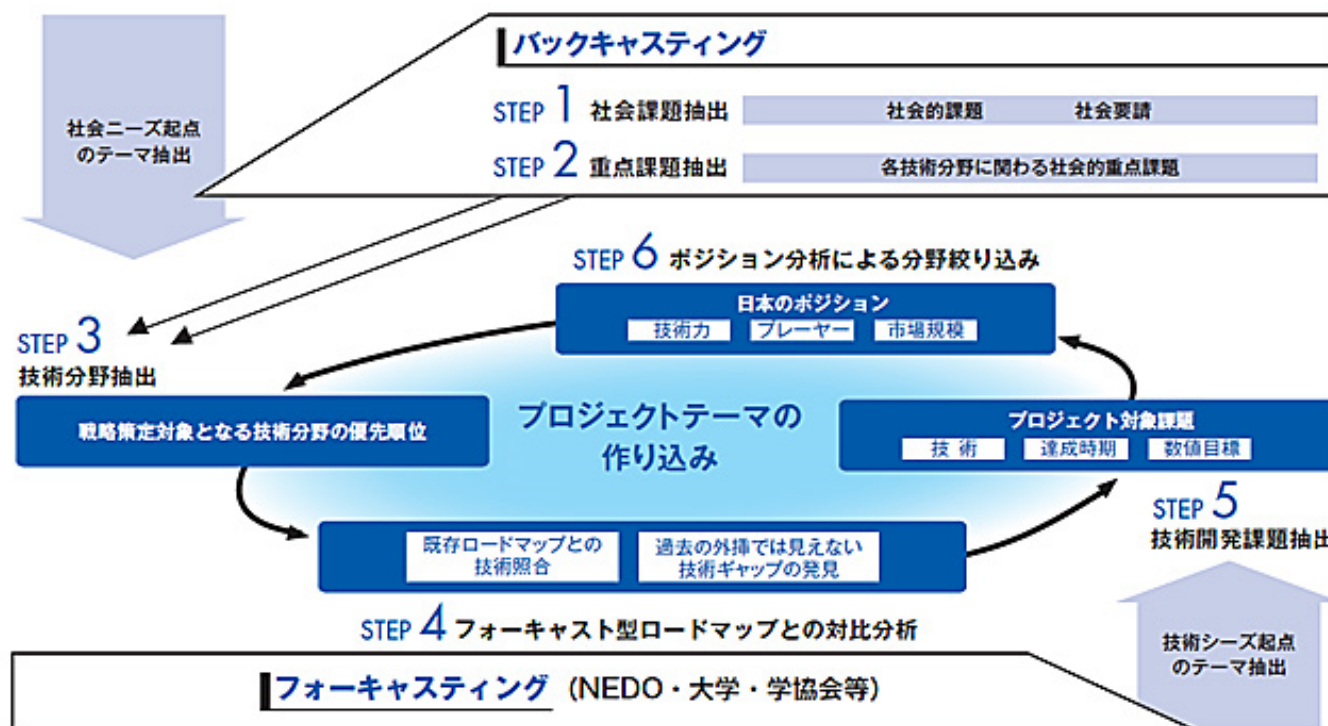 バックキャスティング
STEP 1 社会課題抽出
社会的課題 社会要請
STEP 2 重点課題抽出
各技術分野に関わる社会的重点課題
社会ニーズ起点
のテーマ抽出
STEP 6 ポジション分析による分野絞り込み
日本のポジション
技術力 プレーヤー 市場規模
STEP 3
技術分野抽出
戦略策定対象となる技術分野の優先順位
プロジェクトテーマの
作り込み
プロジェクト対象課題
技 術 達成時期 数値目標
STEP 5
技術開発課題抽出
既存ロードマップとの
技術照合
過去の外挿では見えない
技術ギャップの発見
STEP 4 フォーキャスト型ロードマップとの対比分析
技術シーズ起点
のテーマ抽出
フォーキャスティング (NEDO・大学・学協会等)